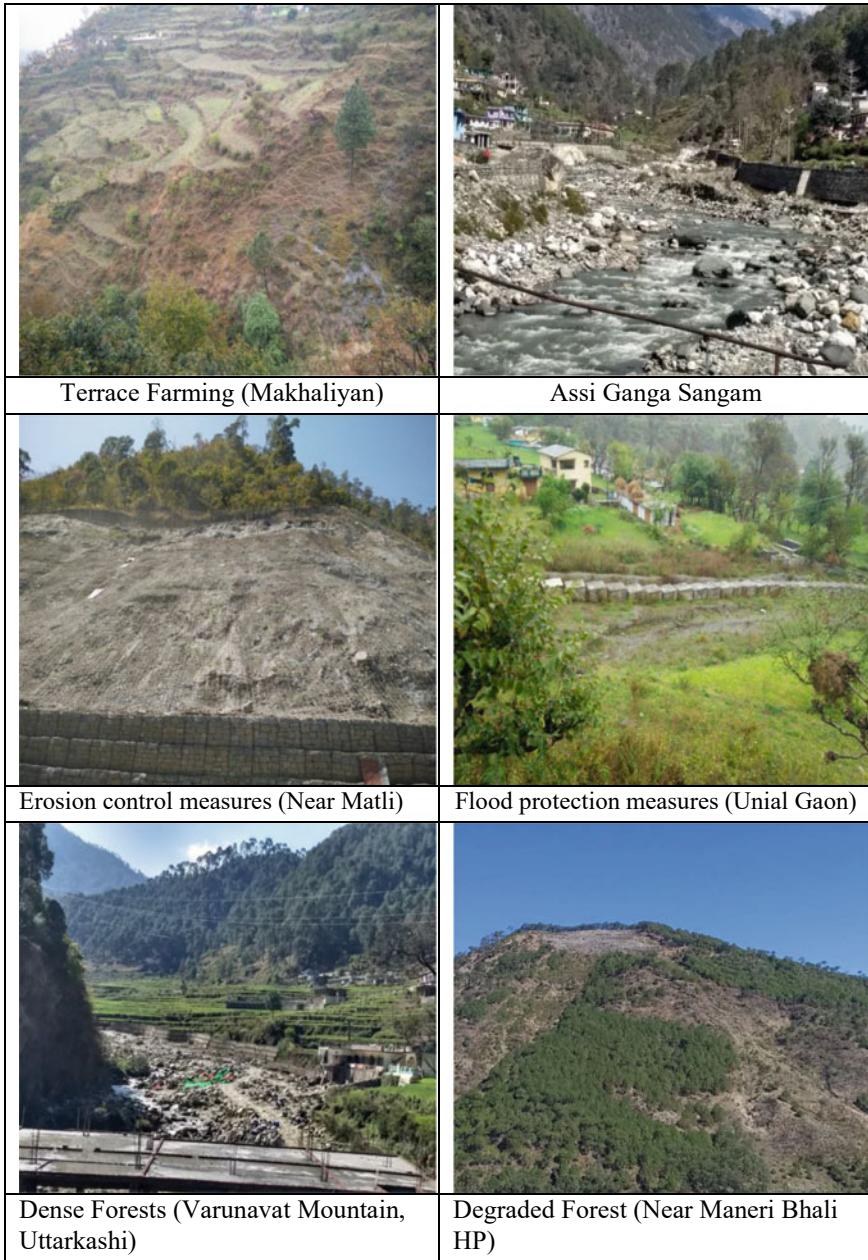 Terrace Farming (Makhaliyan)
Assi Ganga Sangam
Erosion control measures (Near Matli)
Flood protection measures (Unial Gaon)
Dense Forests (Varunavat Mountain,
Uttarkashi)
Degraded Forest (Near Maneri Bhali
HP)